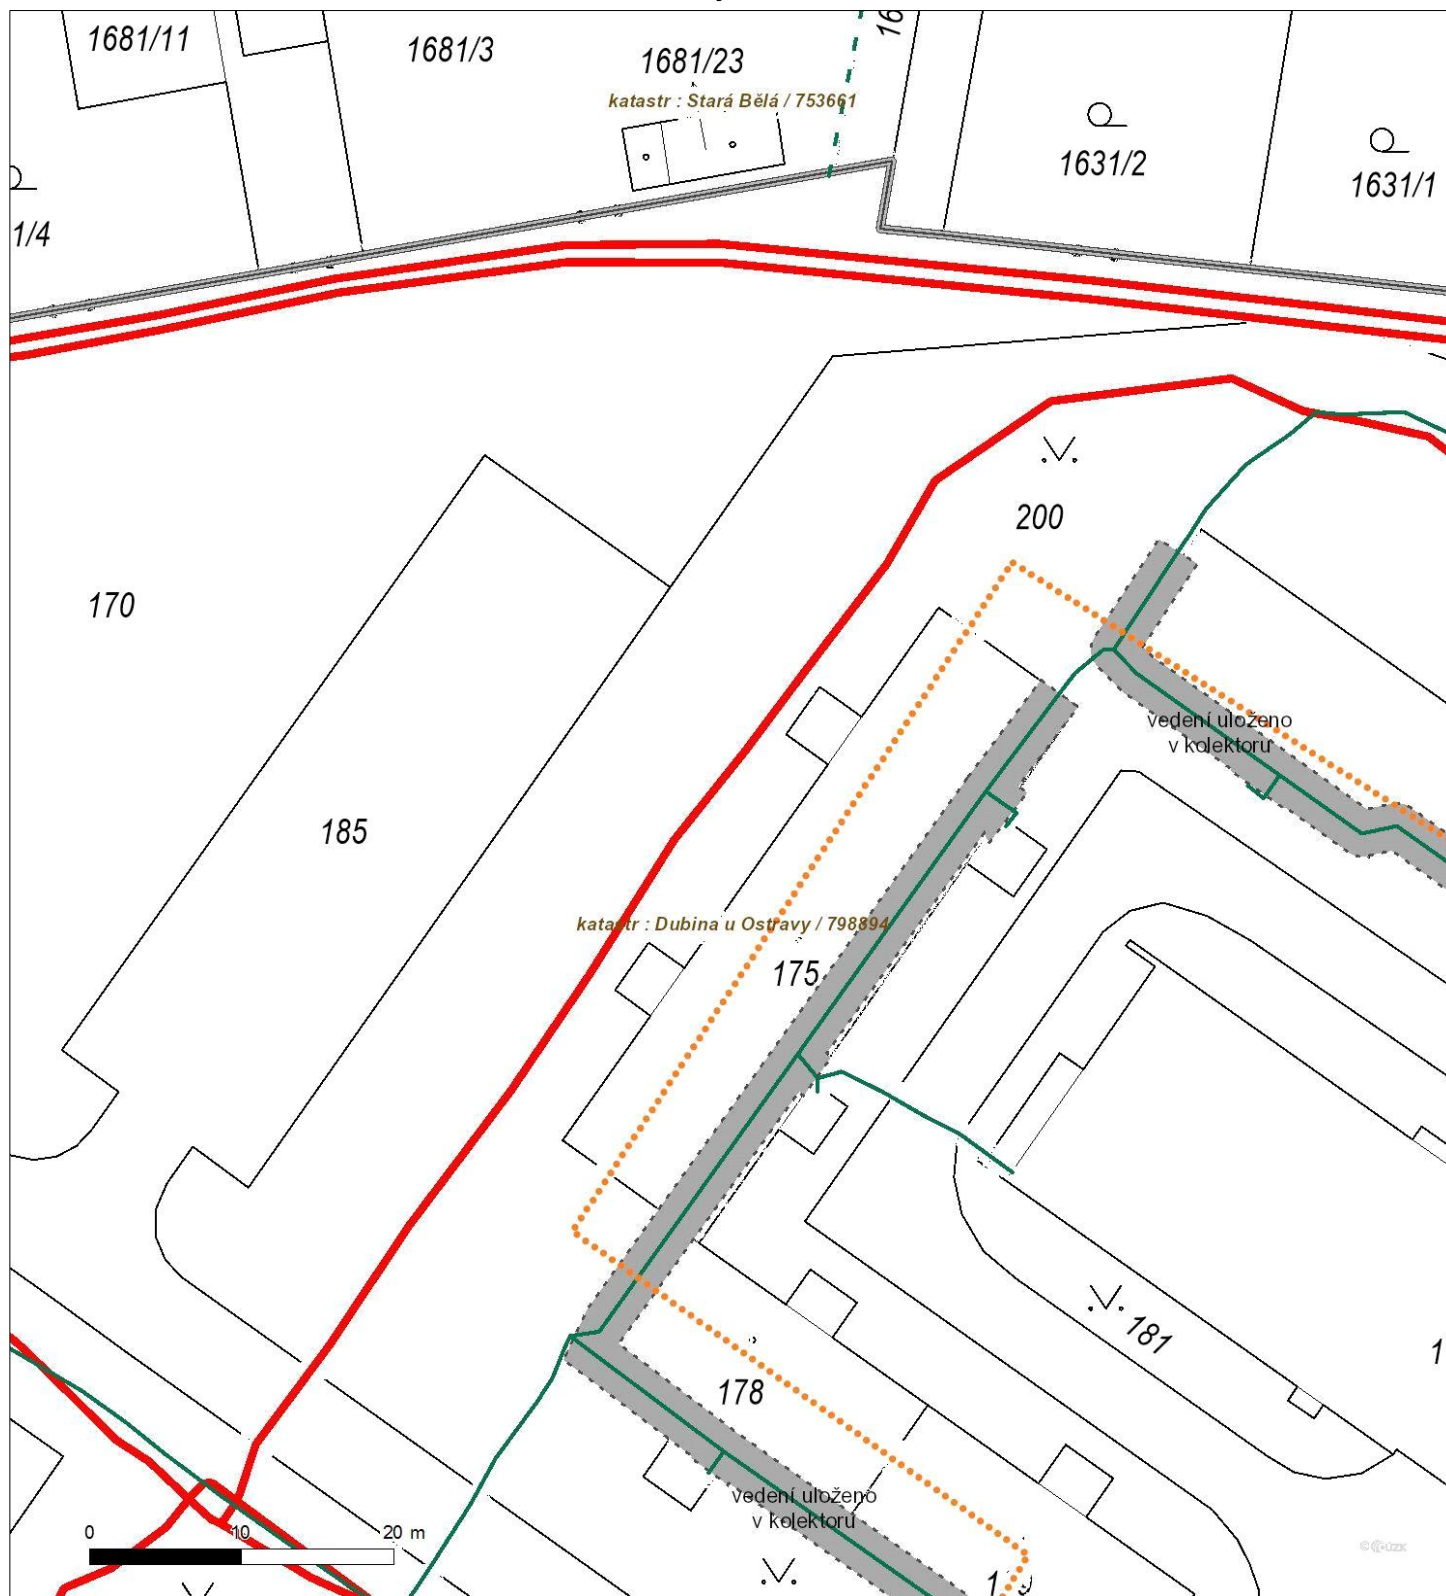 1681/11
1681/3
1681/23
katastr : Stará Bělá / 753661
1631/2
1631/1
1/4
200
170
vedení uloženo
v kolektoru
185
katastr : Dubina u Ostravy / 798894
175
181
178
vedení uloženo
v kolektoru
0 10 20 m